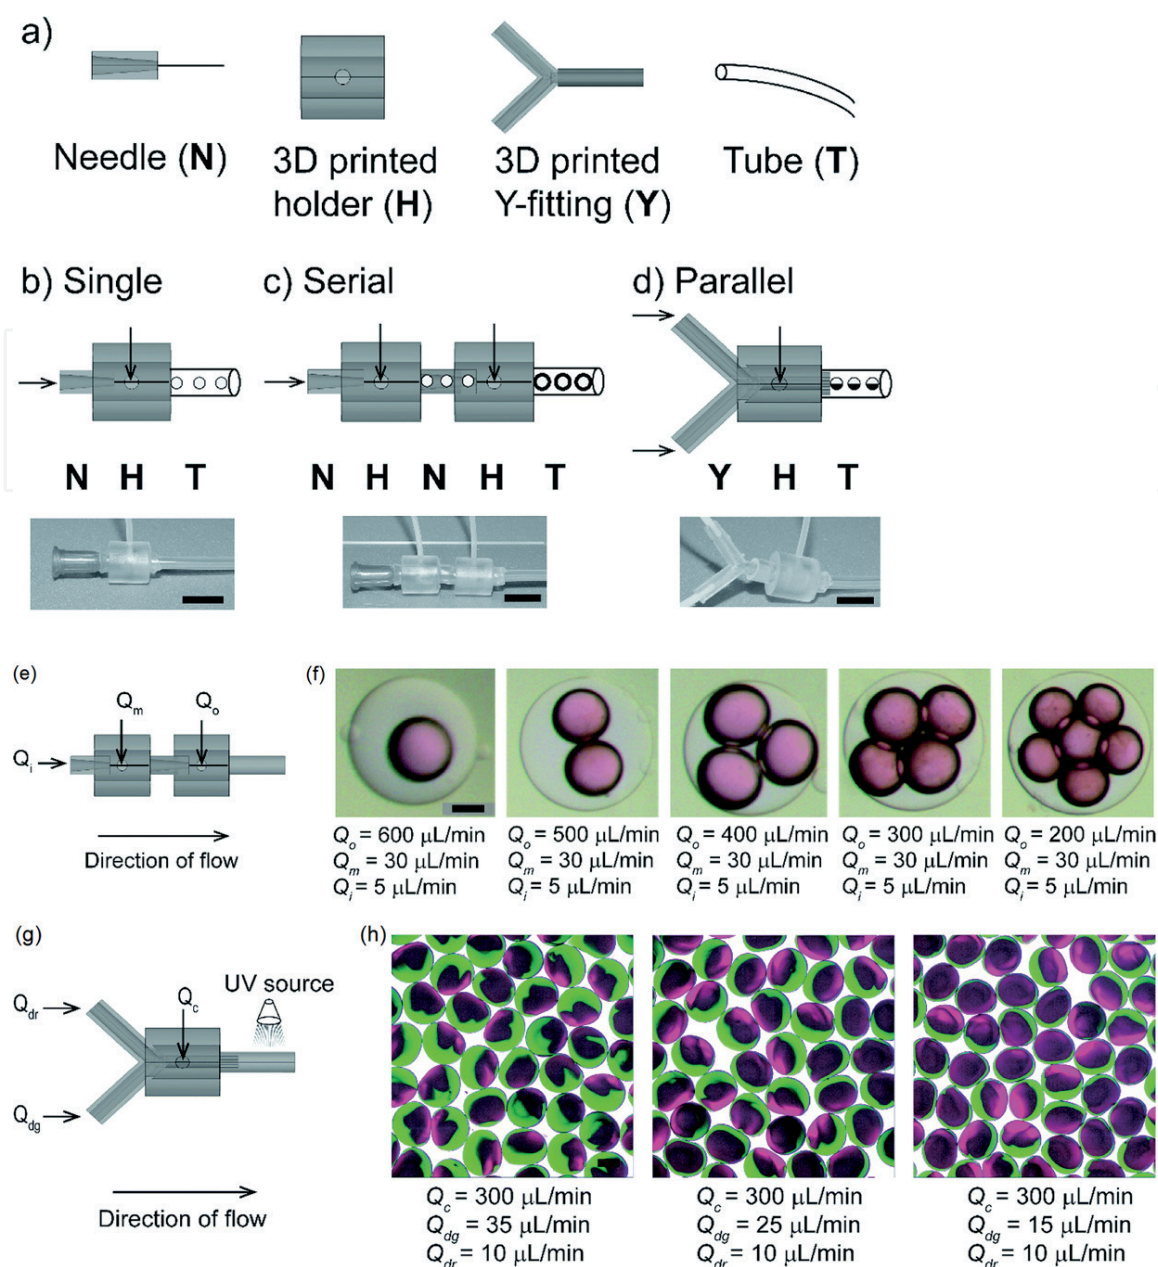 a)
Needle (N)
3D printed
holder (H)
3D printed
Y-fitting (Y)
Tube (T)
b) Single
c) Serial
d) Parallel
N H T
N H N H T
Y H T
(e)
Qm
Qo
Qi
Direction of flow
(f)
Qo = 600 μL/min
Qm = 30 μL/min
Qi = 5 μL/min
Qo = 500 μL/min
Qm = 30 μL/min
Qi = 5 μL/min
Qo = 400 μL/min
Qm = 30 μL/min
Qi = 5 μL/min
Qo = 300 μL/min
Qm = 30 μL/min
Qi = 5 μL/min
Qo = 200 μL/min
Qm = 30 μL/min
Qi = 5 μL/min
(g)
UV source
Qc
Qdr
Qdg
Direction of flow
(h)
Qc = 300 μL/min
Qdg = 35 μL/min
Qdr = 10 μL/min
Qc = 300 μL/min
Qdg = 25 μL/min
Qdr = 10 μL/min
Qc = 300 μL/min
Qdg = 15 μL/min
Qdr = 10 μL/min